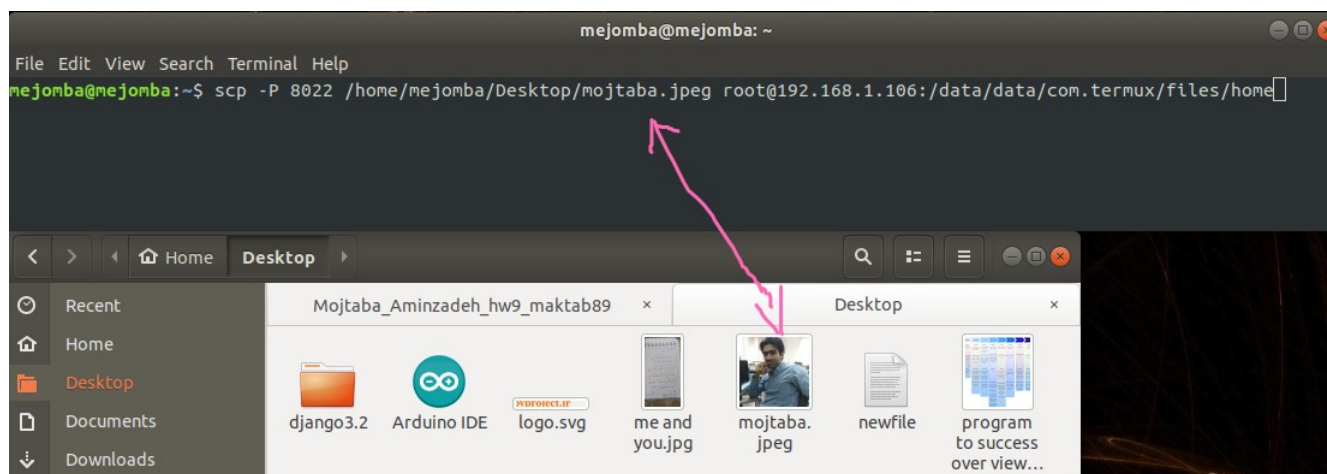 mejomba@mejomba: ~
File Edit View Search Terminal Help
mejomba@mejomba:~$ scp -P 8022 /home/mejomba/Desktop/mojtaba.jpeg root@192.168.1.106:/data/data/com.termux/files/home
Home Desktop
Recent
Mojtaba_Aminzadeh_hw9_maktab89 Desktop
Home
Desktop
Documents
Downloads
django3.2 Arduino IDE logo.svg me and you.jpg mojtaba.jpeg newfile program
to success
over view...